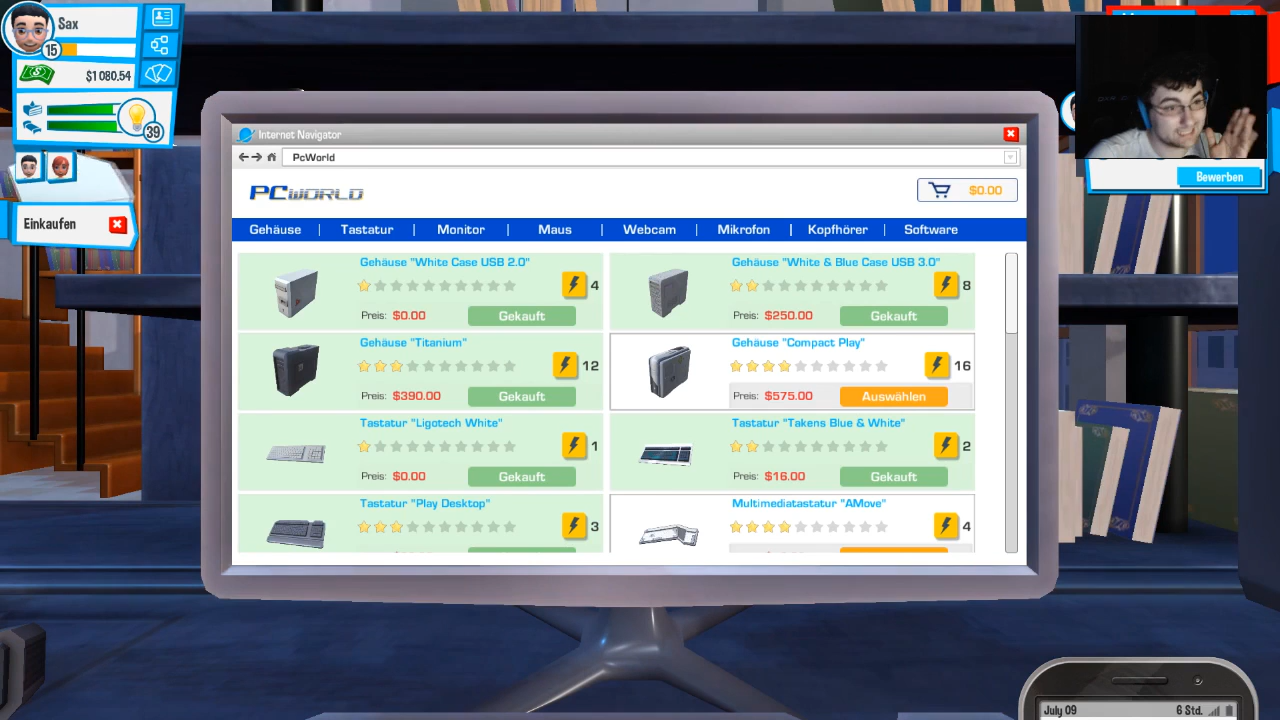 Sax
15
$1 080.54
39
Einkaufen
Bewerben
Internet Navigator
PcWorld
PCWORLD
$0.00
Gehäuse | Tastatur | Monitor | Maus | Webcam | Mikrofon | Kopfhörer | Software
Gehäuse "White Case USB 2.0"
4
Preis: $0.00 Gekauft
Gehäuse "White & Blue Case USB 3.0"
8
Preis: $250.00 Gekauft
Gehäuse "Titanium"
12
Preis: $390.00 Gekauft
Gehäuse "Compact Play"
16
Preis: $575.00 Auswählen
Tastatur "Ligotech White"
1
Preis: $0.00 Gekauft
Tastatur "Takens Blue & White"
2
Preis: $16.00 Gekauft
Tastatur "Play Desktop"
3
Multimediatastatur "AMove"
4
July 09 6 Std.